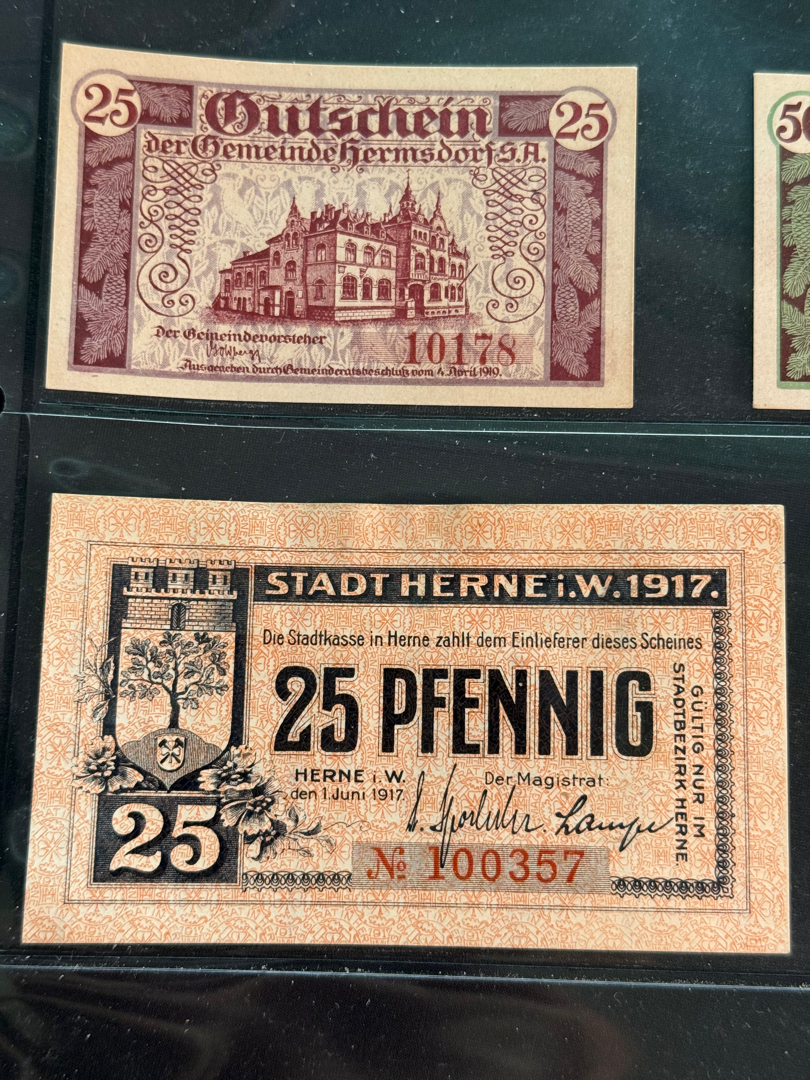 25
Gutschein
25
der Gemeinde Hermsdorf S.A.
Der Gemeindevorsteher
10178
Ausgegeben durch Gemeinderatsbeschluß vom 4. April 1919.
50
STADT HERNE i.W. 1917.
Die Stadtkasse in Herne zahlt dem Einlieferer dieses Scheines
25 PFENNIG
HERNE i.W.
den 1. Juni 1917.
Der Magistrat:
GÜLTIG NUR IM
STADTBEZIRK HERNE
25
№ 100357